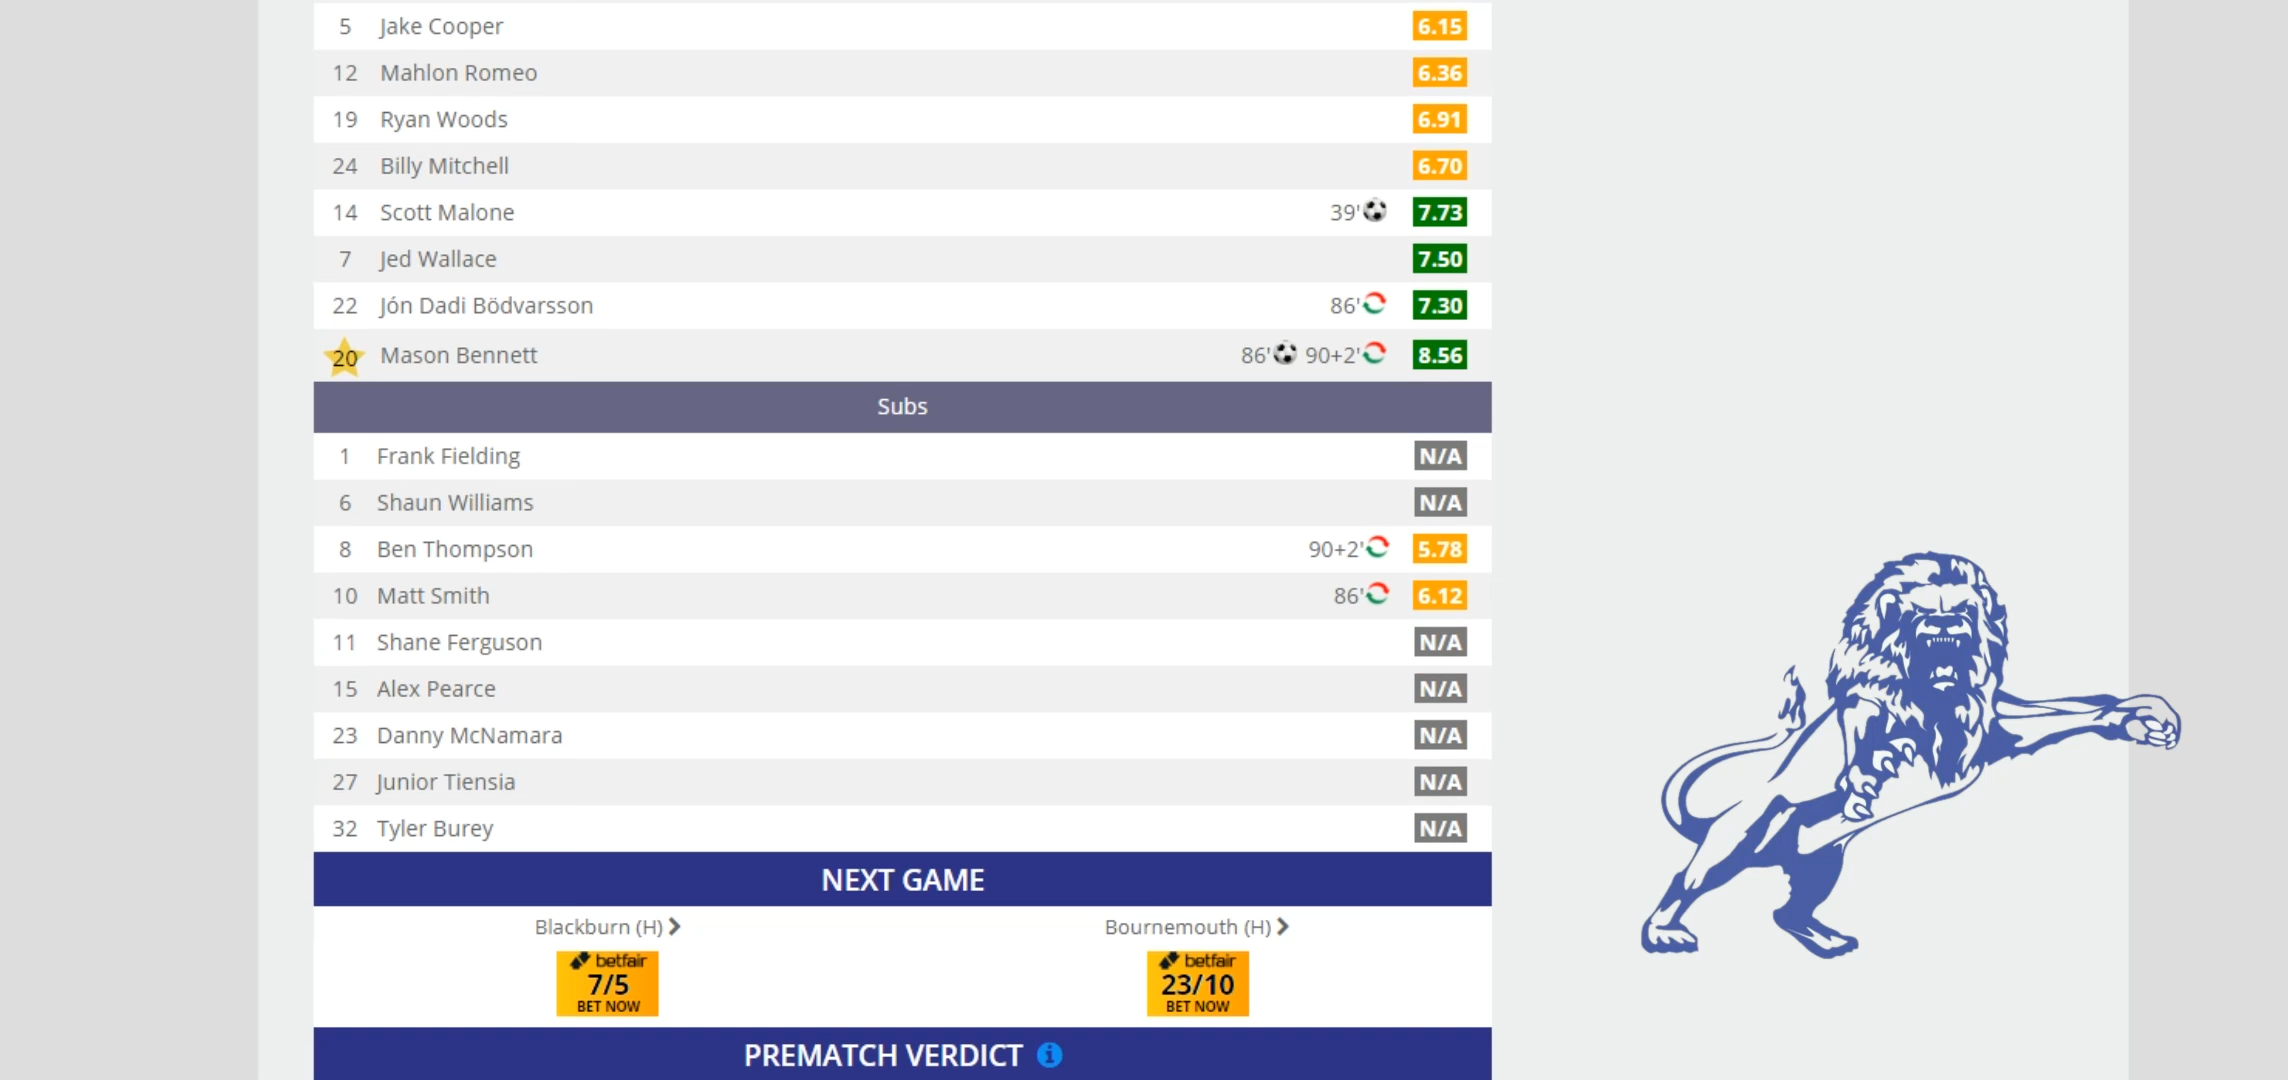 5 Jake Cooper 6.15
12 Mahlon Romeo 6.36
19 Ryan Woods 6.91
24 Billy Mitchell 6.70
14 Scott Malone 39' 7.73
7 Jed Wallace 7.50
22 Jón Dadi Bödvarsson 86' 7.30
20 Mason Bennett 86' 90+2' 8.56
Subs
1 Frank Fielding N/A
6 Shaun Williams N/A
8 Ben Thompson 90+2' 5.78
10 Matt Smith 86' 6.12
11 Shane Ferguson N/A
15 Alex Pearce N/A
23 Danny McNamara N/A
27 Junior Tiensia N/A
32 Tyler Burey N/A
NEXT GAME
Blackburn (H) Bournemouth (H)
betfair betfair
7/5 23/10
BET NOW BET NOW
PREMATCH VERDICT